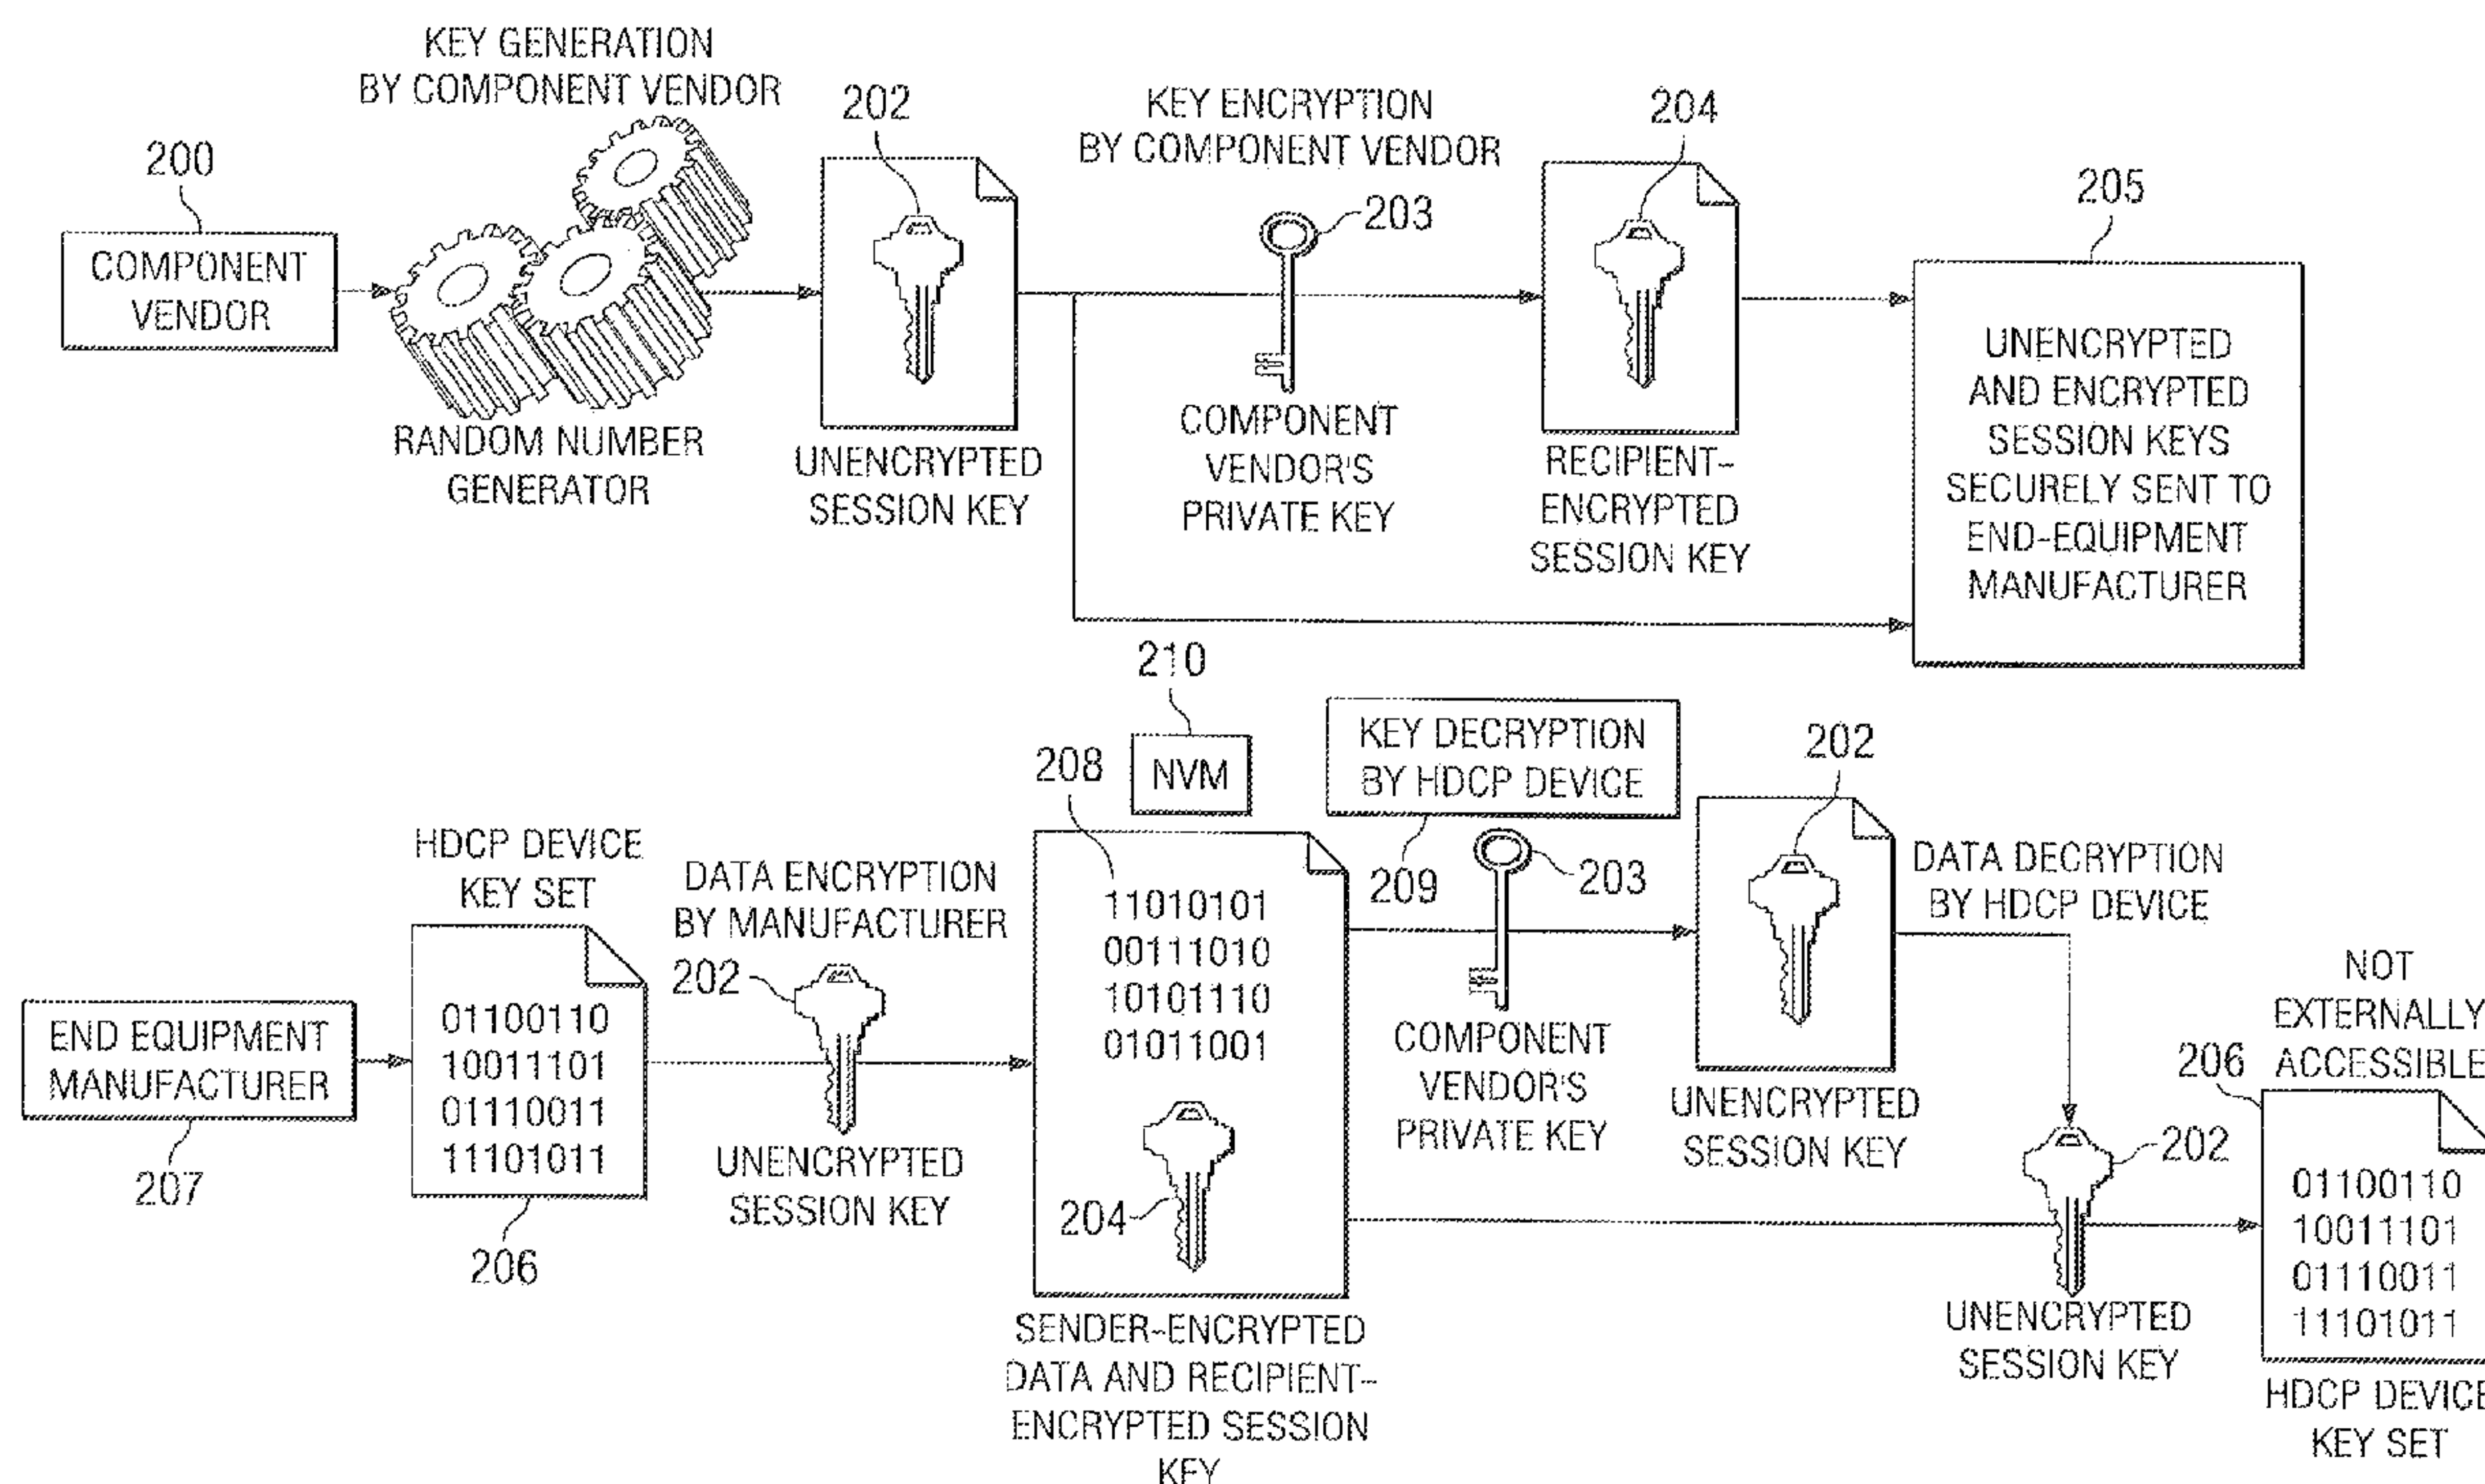 KEY GENERATION
BY COMPONENT VENDOR
200
COMPONENT
VENDOR
RANDOM NUMBER
GENERATOR
202
UNENCRYPTED
SESSION KEY
KEY ENCRYPTION
BY COMPONENT VENDOR
203
COMPONENT
VENDOR'S
PRIVATE KEY
204
RECIPIENT-
ENCRYPTED
SESSION KEY
205
UNENCRYPTED
AND ENCRYPTED
SESSION KEYS
SECURELY SENT TO
END-EQUIPMENT
MANUFACTURER
END EQUIPMENT
MANUFACTURER
207
HDCP DEVICE
KEY SET
01100110
10011101
01110011
11101011
206
DATA ENCRYPTION
BY MANUFACTURER
202
UNENCRYPTED
SESSION KEY
210
NVM
208
11010101
00111010
10101110
01011001
204
SENDER-ENCRYPTED
DATA AND RECIPIENT-
ENCRYPTED SESSION
KEY
KEY DECRYPTION
BY HDCP DEVICE
209
203
COMPONENT
VENDOR'S
PRIVATE KEY
202
UNENCRYPTED
SESSION KEY
DATA DECRYPTION
BY HDCP DEVICE
202
UNENCRYPTED
SESSION KEY
NOT
EXTERNALLY
ACCESSIBLE
206
01100110
10011101
01110011
11101011
HDCP DEVICE
KEY SET